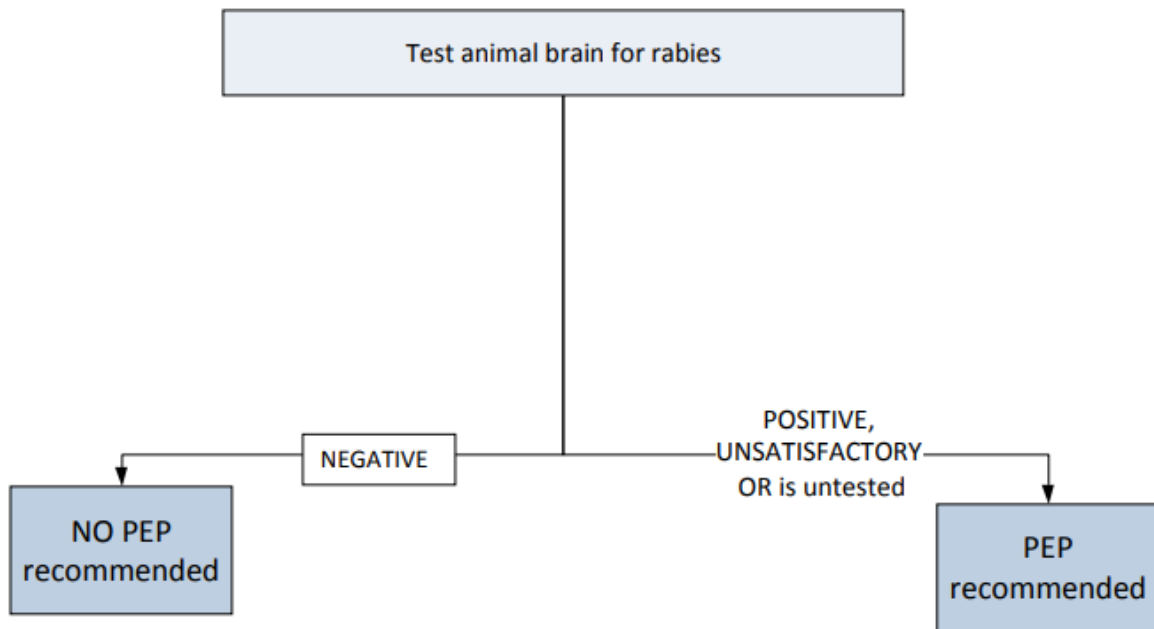 Test animal brain for rabies
POSITIVE,
UNSATISFACTORY
OR is untested
NEGATIVE
NO PEP
recommended
PEP
recommended